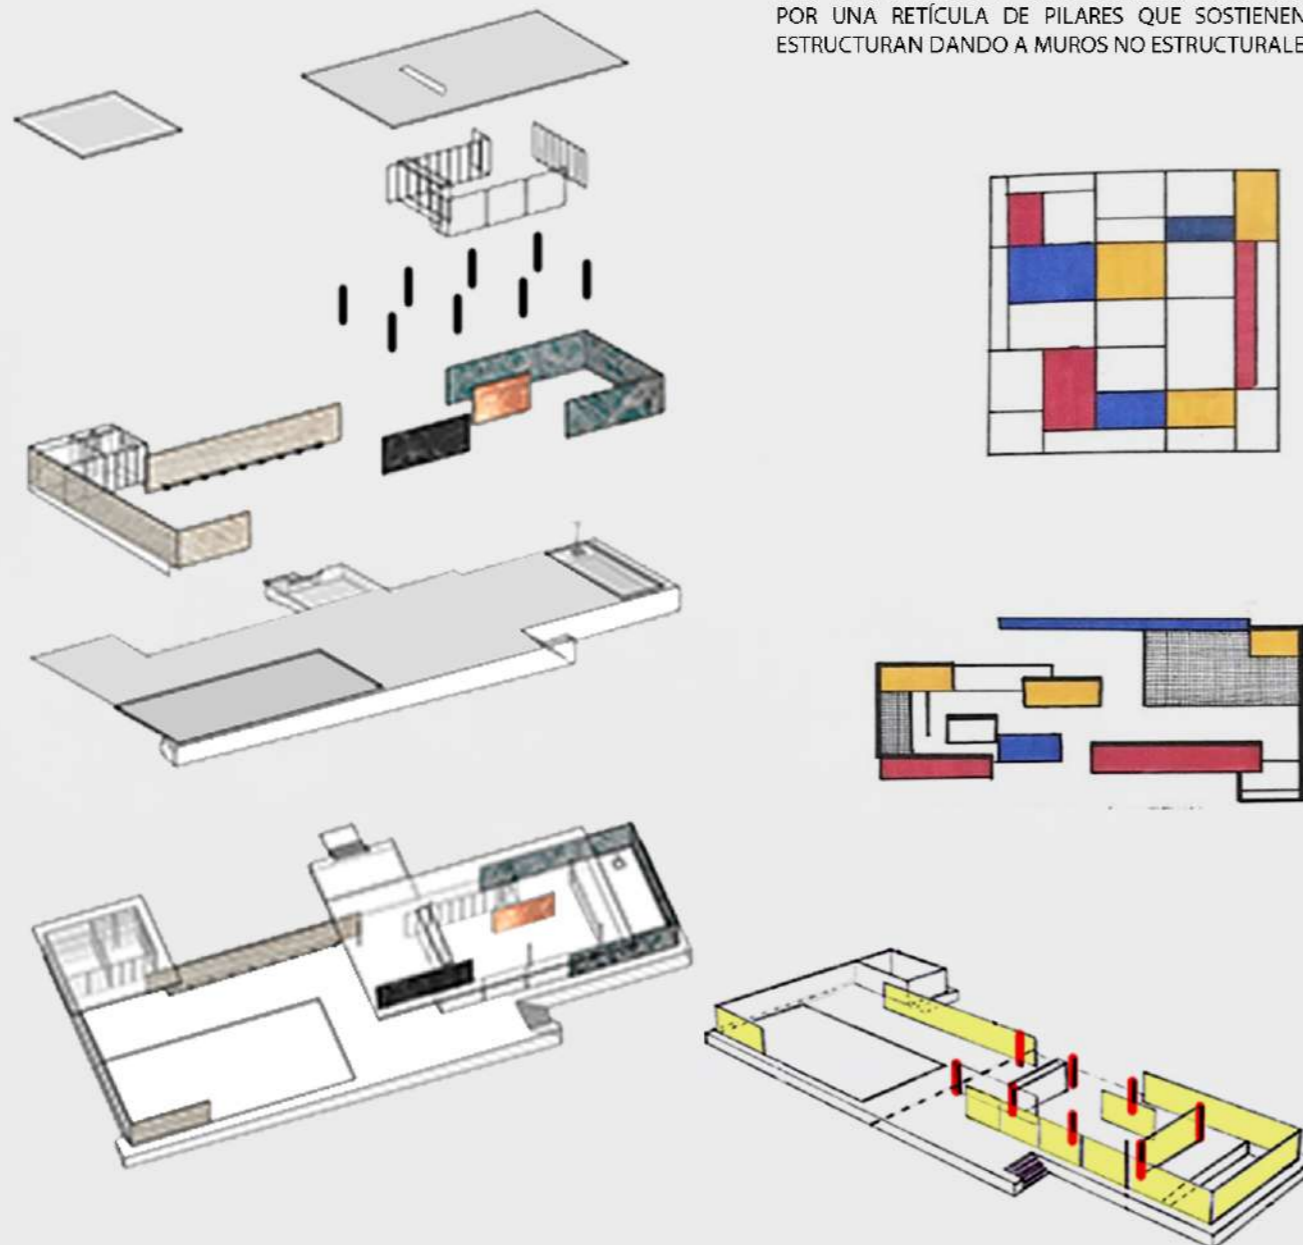 POR UNA RETÍCULA DE PILARES QUE SOSTIENEN
ESTRUCTURAN DANDO A MUROS NO ESTRUCTURALE